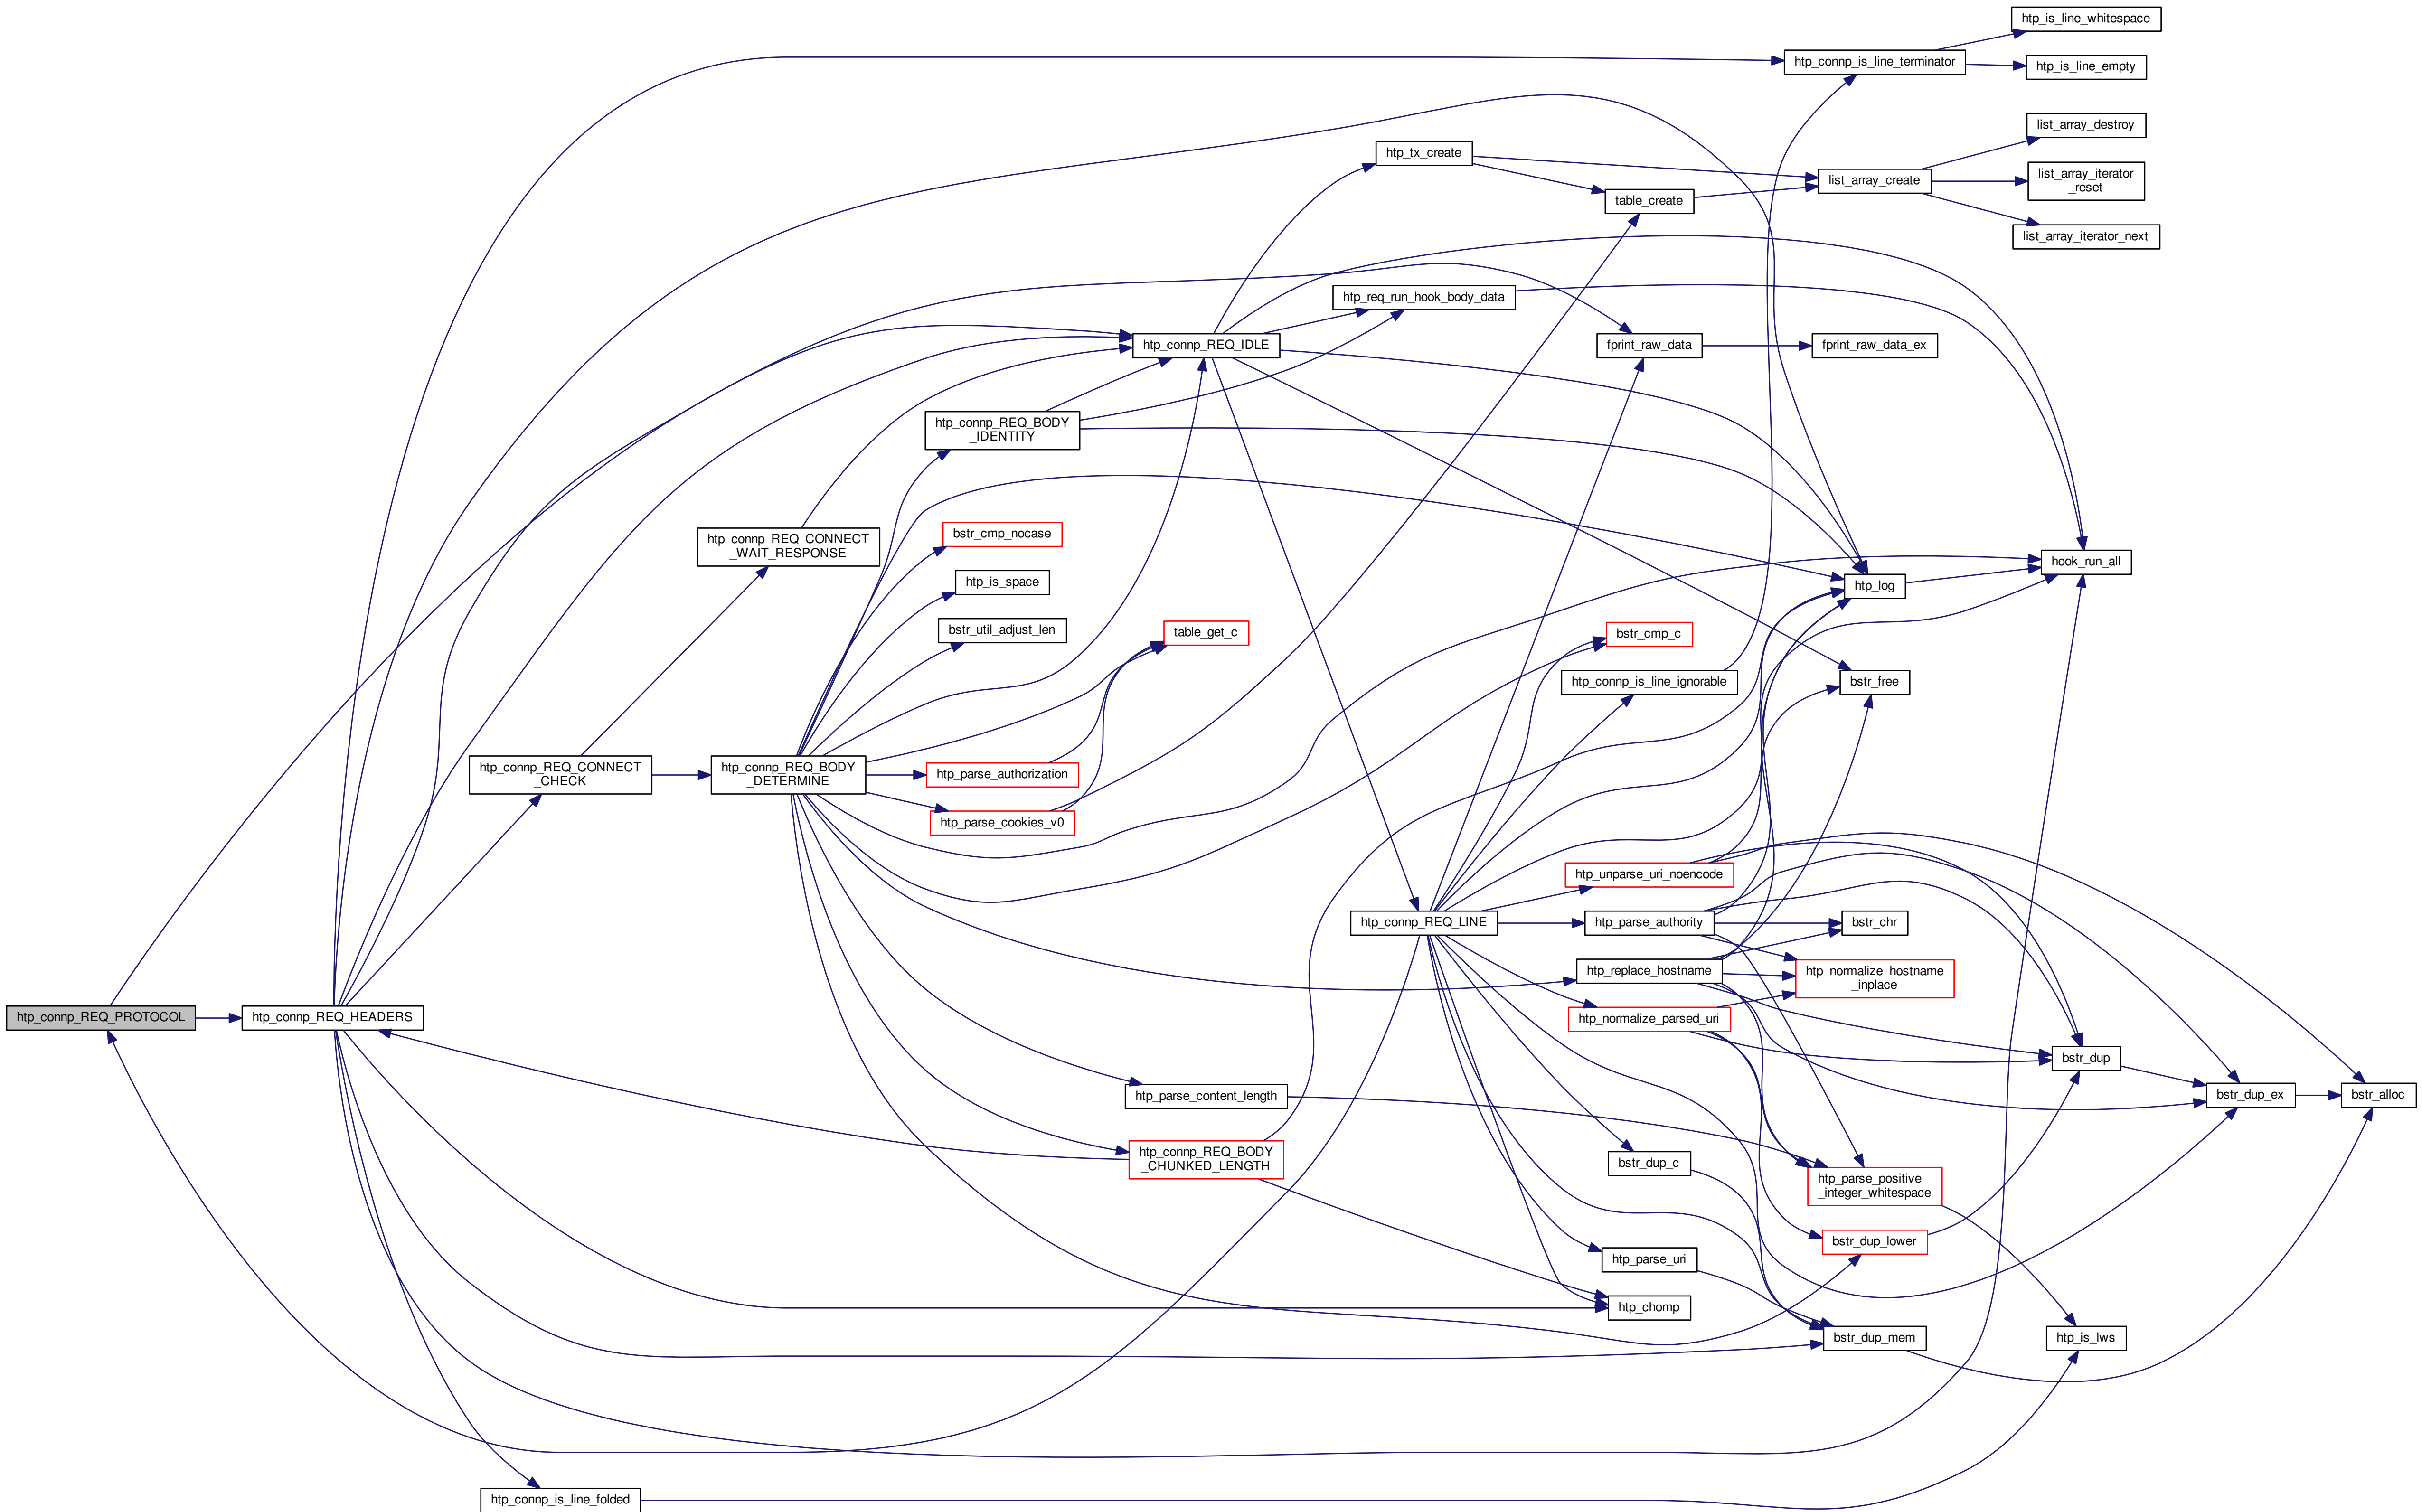 htp_is_line_whitespace
htp_connp_is_line_terminator
htp_is_line_empty
list_array_destroy
htp_tx_create
list_array_create
list_array_iterator
_reset
table_create
list_array_iterator_next
htp_req_run_hook_body_data
htp_connp_REQ_IDLE
fprint_raw_data
fprint_raw_data_ex
htp_connp_REQ_BODY
_IDENTITY
bstr_cmp_nocase
htp_connp_REQ_CONNECT
_WAIT_RESPONSE
hook_run_all
htp_is_space
htp_log
bstr_util_adjust_len
table_get_c
bstr_cmp_c
htp_connp_is_line_ignorable
bstr_free
htp_connp_REQ_CONNECT
_CHECK
htp_connp_REQ_BODY
_DETERMINE
htp_parse_authorization
htp_parse_cookies_v0
htp_unparse_uri_noencode
htp_connp_REQ_LINE
htp_parse_authority
bstr_chr
htp_replace_hostname
htp_normalize_hostname
_inplace
htp_connp_REQ_PROTOCOL
htp_connp_REQ_HEADERS
htp_normalize_parsed_uri
bstr_dup
htp_parse_content_length
bstr_dup_ex
bstr_alloc
htp_connp_REQ_BODY
_CHUNKED_LENGTH
bstr_dup_c
htp_parse_positive
_integer_whitespace
bstr_dup_lower
htp_parse_uri
htp_chomp
bstr_dup_mem
htp_is_lws
htp_connp_is_line_folded